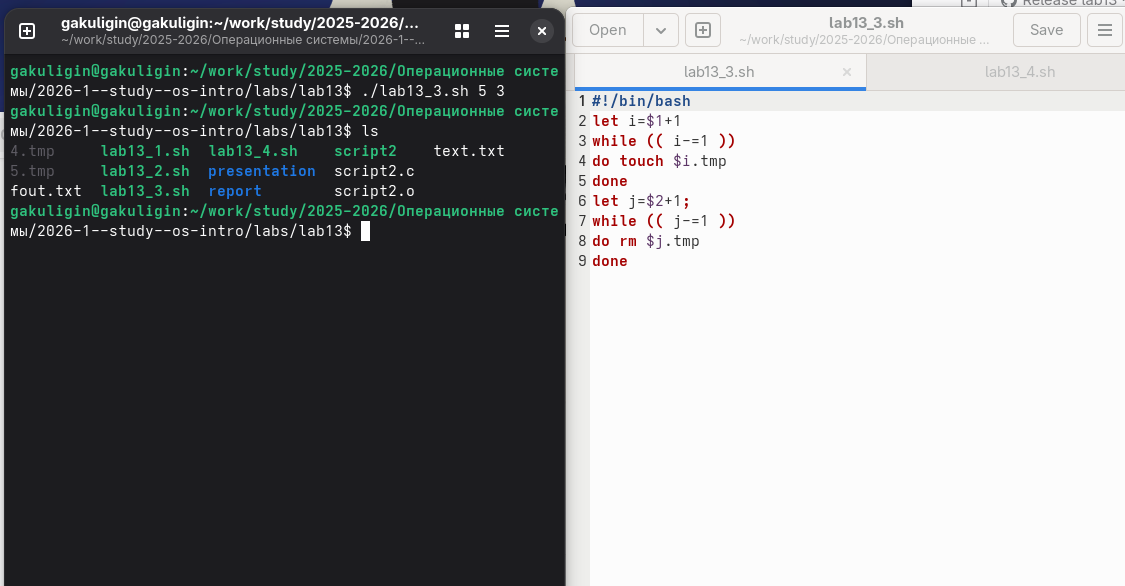 gakuligin@gakuligin:~/work/study/2025-2026/...
~/work/study/2025-2026/Операционные системы/2026-1--...
gakuligin@gakuligin:~/work/study/2025-2026/Операционные систе
мы/2026-1--study--os-intro/labs/lab13$ ./lab13_3.sh 5 3
gakuligin@gakuligin:~/work/study/2025-2026/Операционные систе
мы/2026-1--study--os-intro/labs/lab13$ ls
4.tmp lab13_1.sh lab13_4.sh script2 text.txt
5.tmp lab13_2.sh presentation script2.c
fout.txt lab13_3.sh report script2.o
gakuligin@gakuligin:~/work/study/2025-2026/Операционные систе
мы/2026-1--study--os-intro/labs/lab13$
Release lab13
Open
lab13_3.sh
~/work/study/2025-2026/Операционные ...
Save
lab13_3.sh
lab13_4.sh
1 #!/bin/bash
2 let i=$1+1
3 while (( i-=1 ))
4 do touch $i.tmp
5 done
6 let j=$2+1;
7 while (( j-=1 ))
8 do rm $j.tmp
9 done